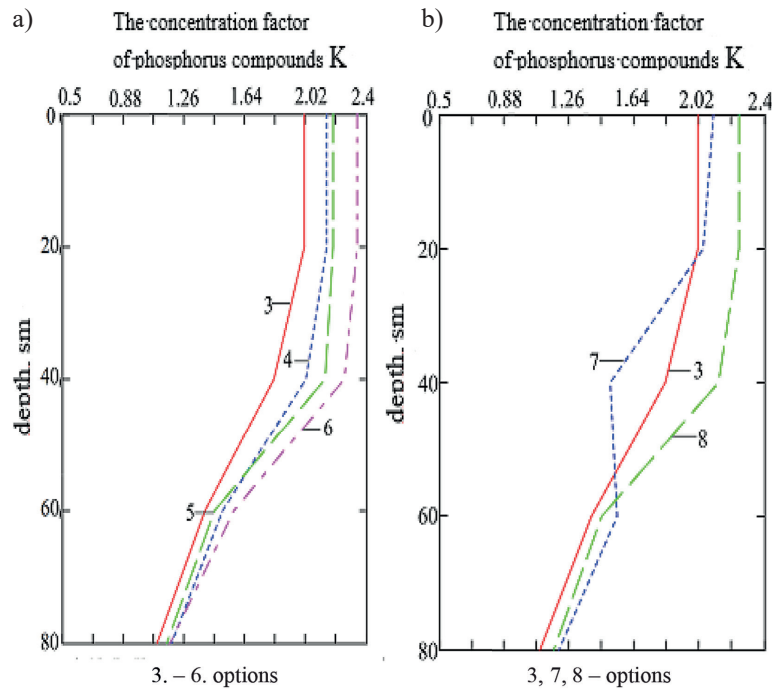 a)
The concentration factor
of phosphorus compounds K
0.5 0.88 1.26 1.64 2.02 2.4
0
20
40
60
80
depth, sm
3
4
5
6
3. – 6. options
b)
The concentration factor
of phosphorus compounds K
0.5 0.88 1.26 1.64 2.02 2.4
0
20
40
60
80
depth, sm
7
3
8
3, 7, 8 – options